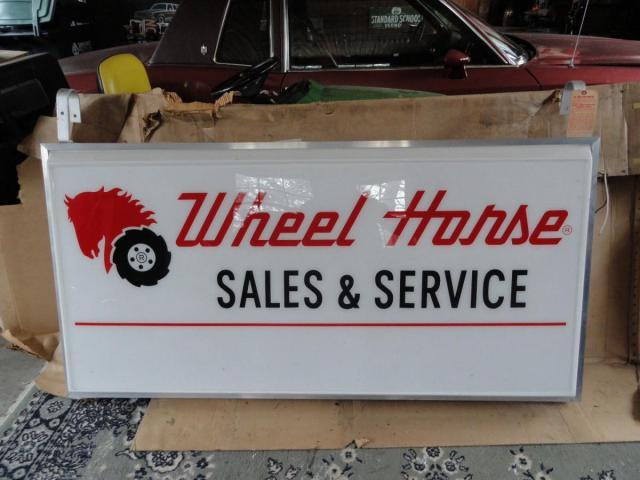 STANDARD SCHOOL
Wheel Horse®
®
SALES & SERVICE